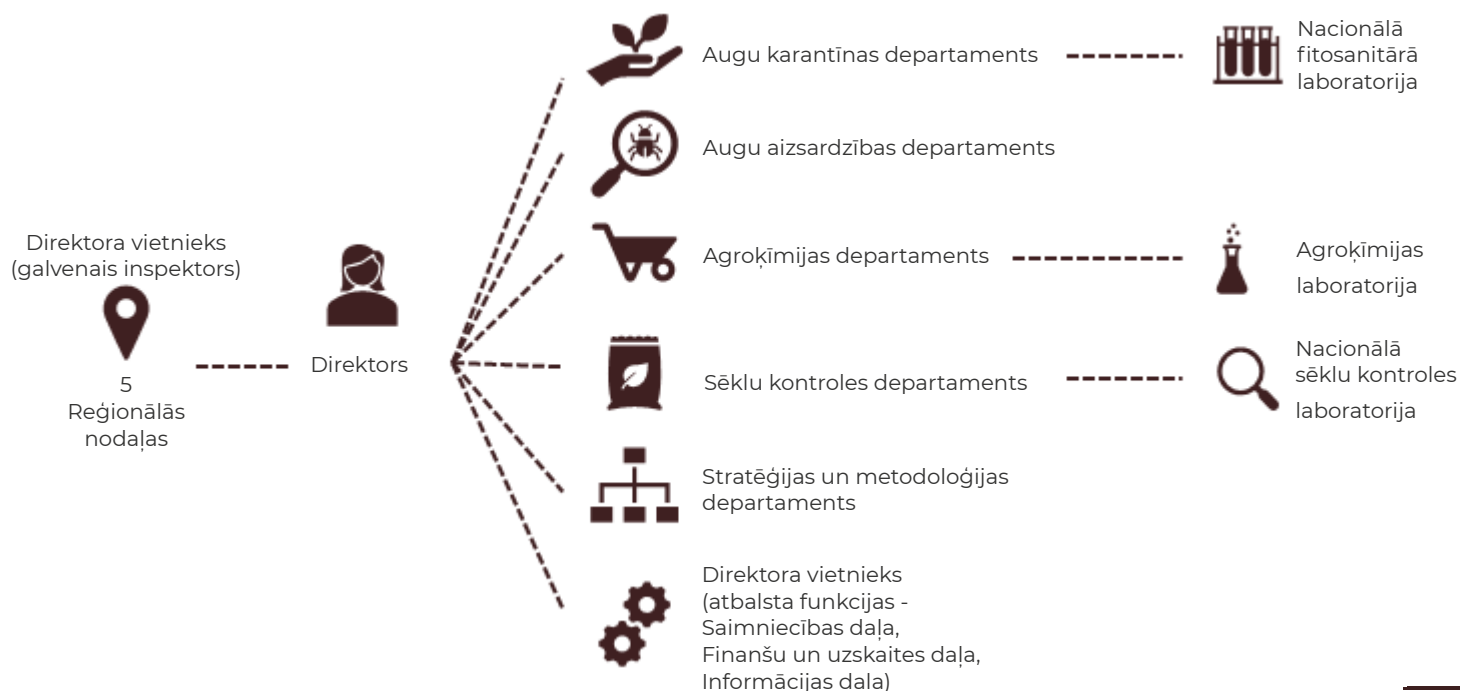 Direktora vietnieks
(galvenais inspektors)
5
Reģionālās
nodaļas
Direktors
Augu karantīnas departaments
Nacionālā
fitosanitārā
laboratorija
Augu aizsardzības departaments
Agroķīmijas departaments
Agroķīmijas
laboratorija
Sēklu kontroles departaments
Nacionālā
sēklu kontroles
laboratorija
Stratēģijas un metodoloģijas
departaments
Direktora vietnieks
(atbalsta funkcijas -
Saimniecības daļa,
Finanšu un uzskaites daļa,
Informācijas daļa)